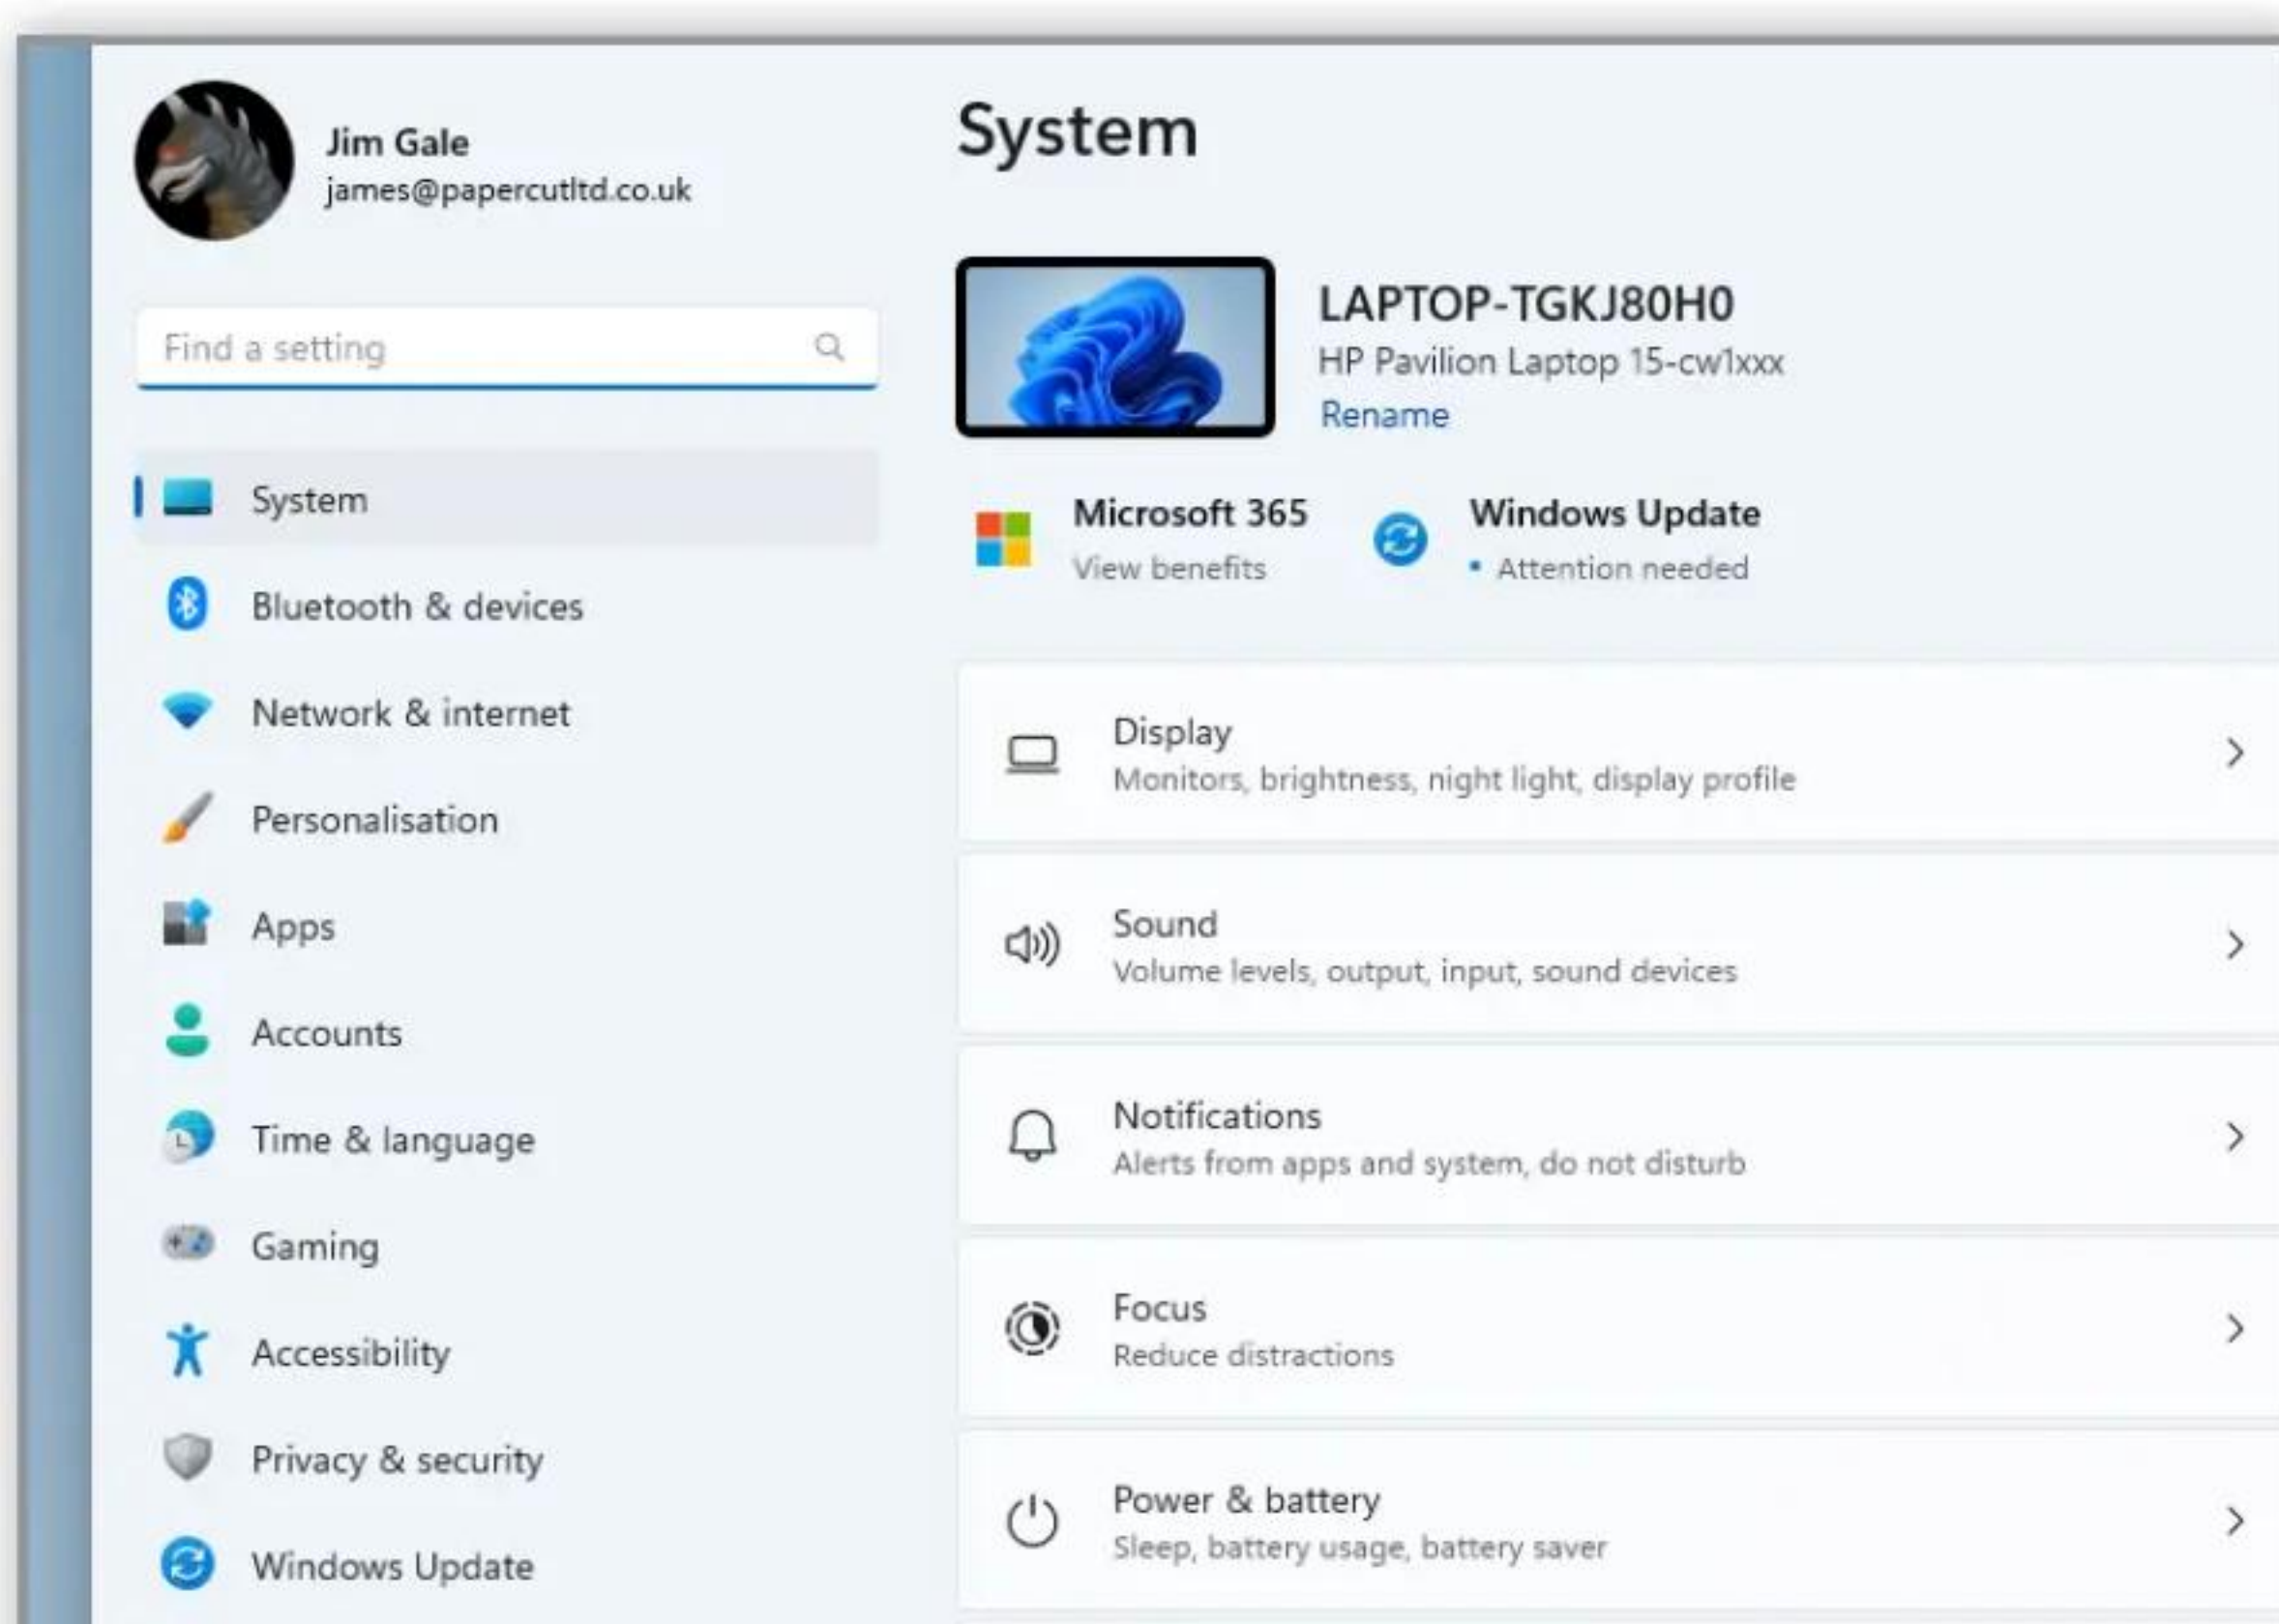 Jim Gale
james@papercutltd.co.uk
Find a setting
System
Bluetooth & devices
Network & internet
Personalisation
Apps
Accounts
Time & language
Gaming
Accessibility
Privacy & security
Windows Update
System
LAPTOP-TGKJ80H0
HP Pavilion Laptop 15-cw1xxx
Rename
Microsoft 365
View benefits
Windows Update
• Attention needed
Display
Monitors, brightness, night light, display profile
Sound
Volume levels, output, input, sound devices
Notifications
Alerts from apps and system, do not disturb
Focus
Reduce distractions
Power & battery
Sleep, battery usage, battery saver